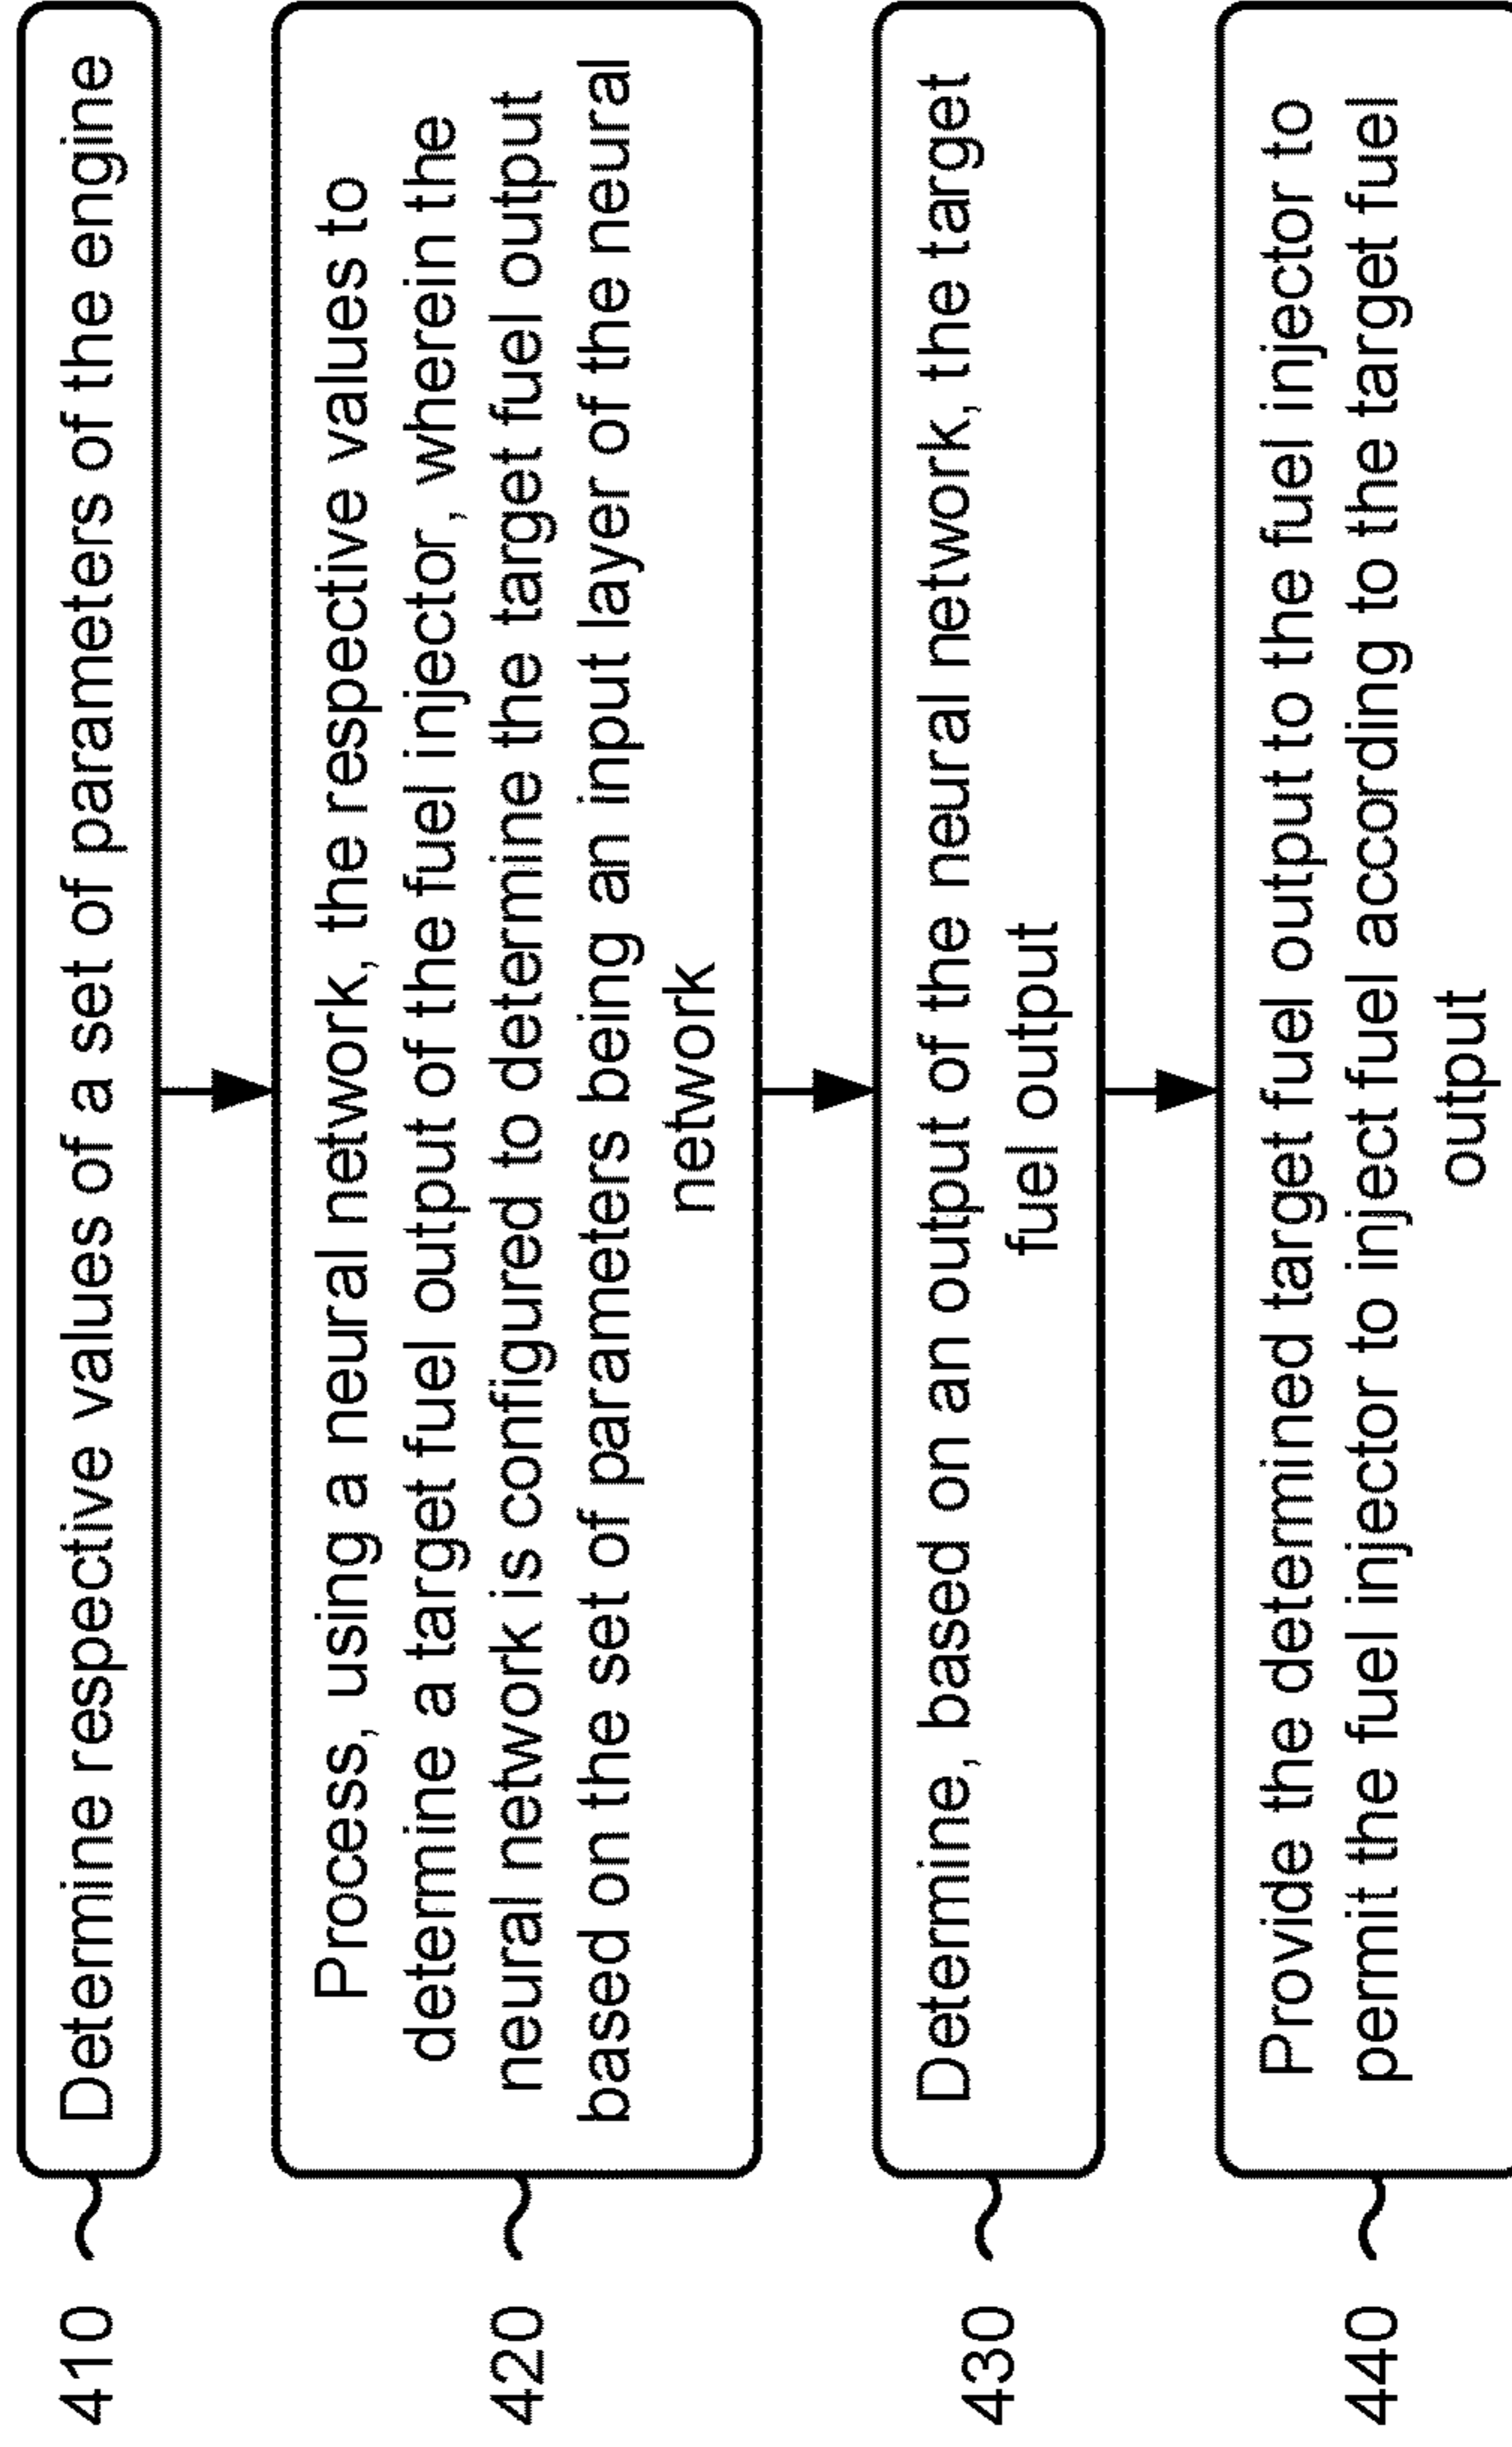 410
Determine respective values of a set of parameters of the engine
420
Process, using a neural network, the respective values to
determine a target fuel output of the fuel injector, wherein the
neural network is configured to determine the target fuel output
based on the set of parameters being an input layer of the neural
network
430
Determine, based on an output of the neural network, the target
fuel output
440
Provide the determined target fuel output to the fuel injector to
permit the fuel injector to inject fuel according to the target fuel
output